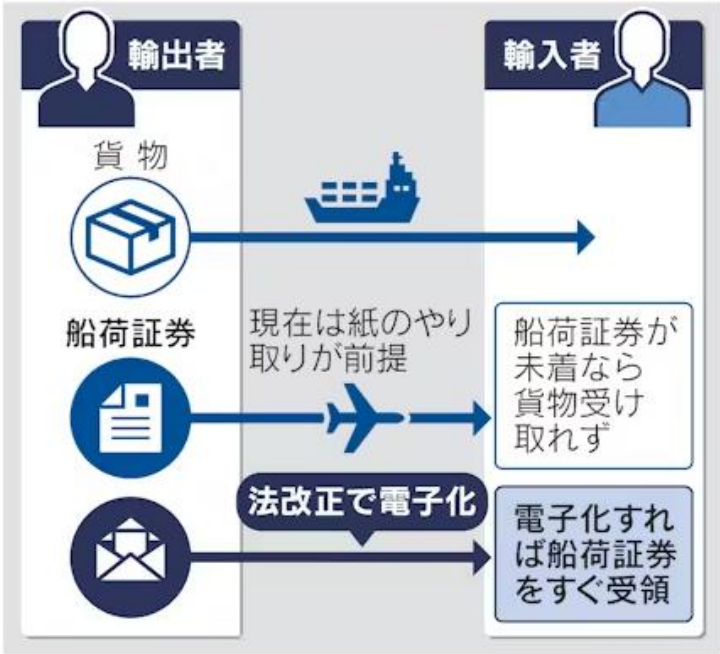 輸出者
輸入者
貨物
船荷証券
現在は紙のやり
取りが前提
船荷証券が
未着なら
貨物受け
取れず
法改正で電子化
電子化すれ
ば船荷証券
をすぐ受領